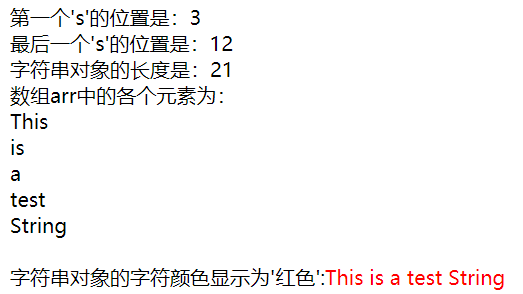 第一个's'的位置是：3
最后一个's'的位置是：12
字符串对象的长度是：21
数组arr中的各个元素为：
This
is
a
test
String
字符串对象的字符颜色显示为'红色':This is a test String